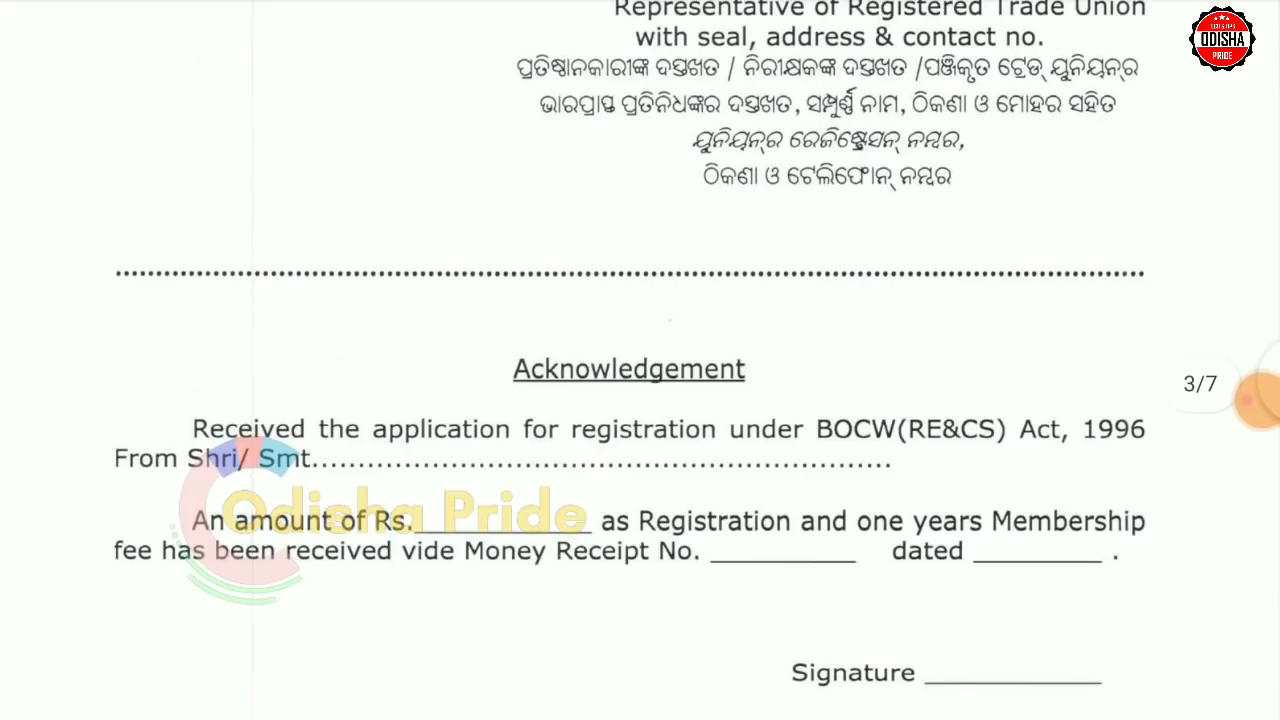 Representative of Registered Trade Union
with seal, address & contact no.
ପ୍ରତିଷ୍ଠାନକାରୀଙ୍କ ଦସ୍ତଖତ / ନିରୀକ୍ଷକଙ୍କ ଦସ୍ତଖତ /ପଞ୍ଜିକୃତ ଟ୍ରେଡ୍ ୟୁନିୟନ୍‌ର
ଭାରପ୍ରାପ୍ତ ପ୍ରତିନିଧିଙ୍କର ଦସ୍ତଖତ, ସମ୍ପୂର୍ଣ୍ଣ ନାମ, ଠିକଣା ଓ ମୋହର ସହିତ
ୟୁନିୟନ୍‌ର ରେଜିଷ୍ଟ୍ରେସନ୍ ନମ୍ବର,
ଠିକଣା ଓ ଟେଲିଫୋନ୍ ନମ୍ବର
Acknowledgement
Received the application for registration under BOCW(RE&CS) Act, 1996
From Shri/ Smt..............................................................
An amount of Rs. ____________ as Registration and one years Membership
fee has been received vide Money Receipt No. __________ dated _________ .
Signature ____________
3/7
ODISHA
PRIDE
Odisha Pride